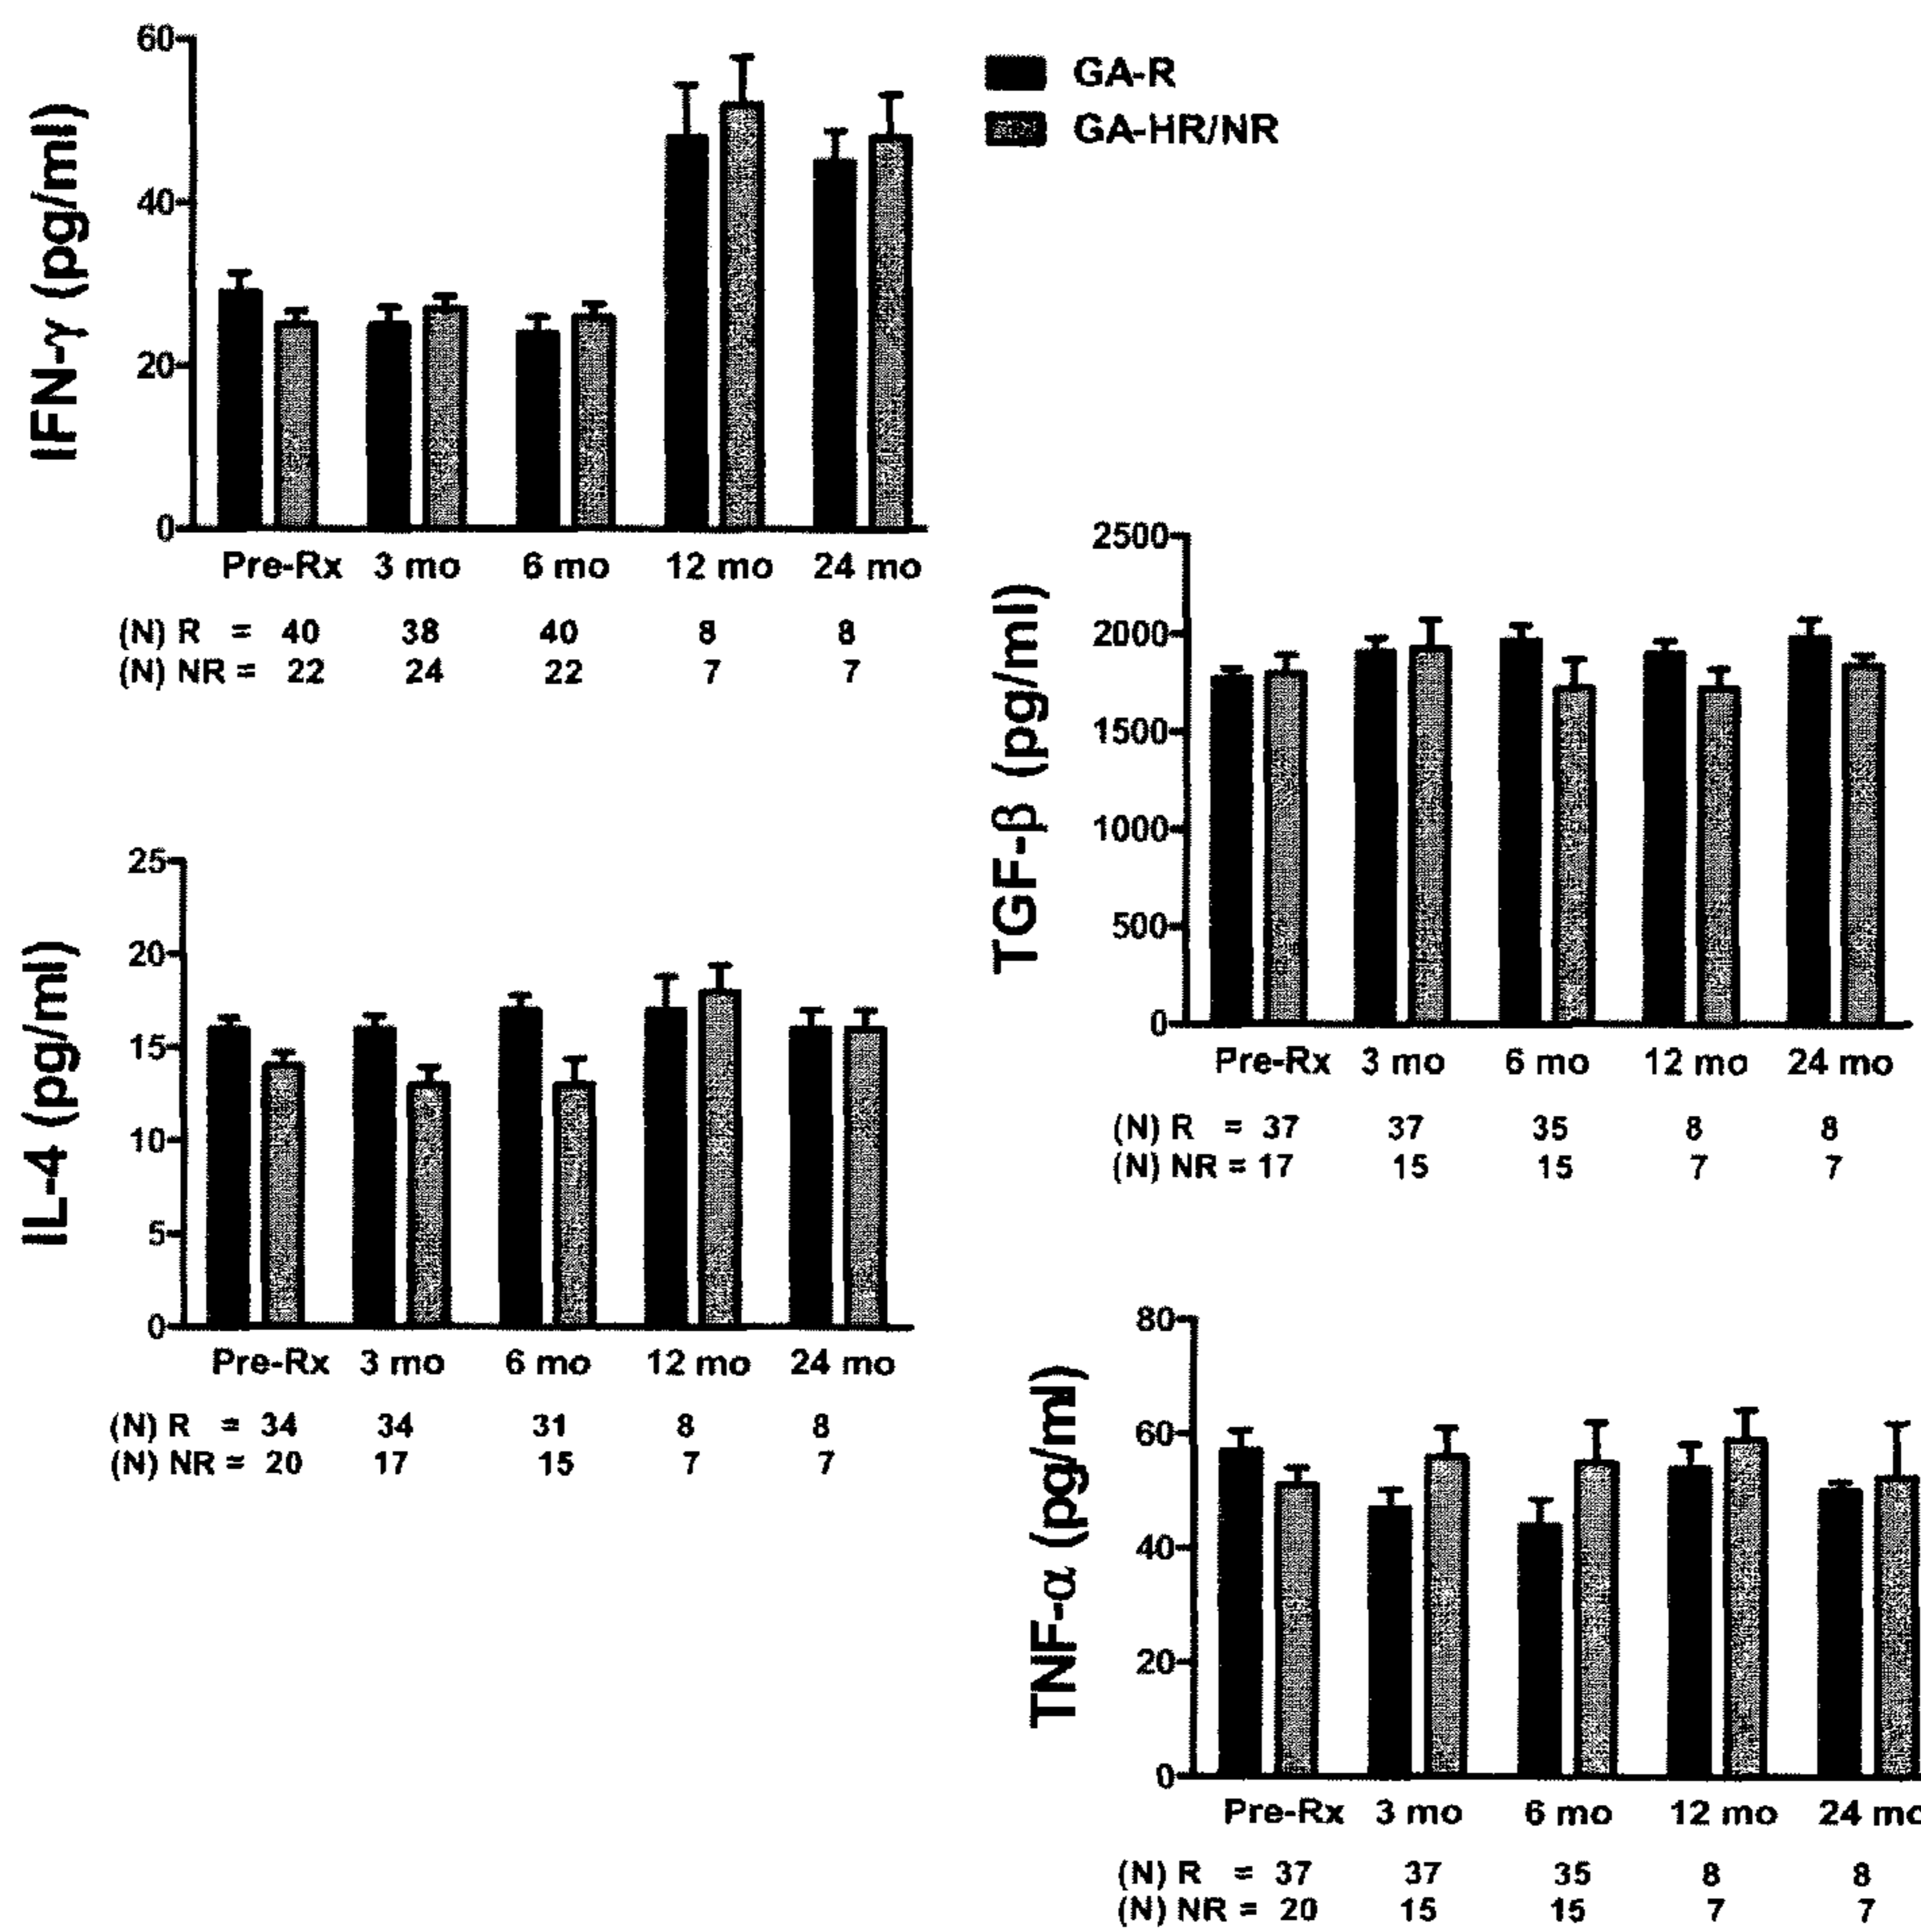 GA-R
GA-HR/NR
IFN-γ (pg/ml)
60
40
20
0
Pre-Rx 3 mo 6 mo 12 mo 24 mo
(N) R = 40 38 40 8 8
(N) NR = 22 24 22 7 7
IL-4 (pg/ml)
25
20
15
10
5
0
Pre-Rx 3 mo 6 mo 12 mo 24 mo
(N) R = 34 34 31 8 8
(N) NR = 20 17 15 7 7
TGF-β (pg/ml)
2500
2000
1500
1000
500
0
Pre-Rx 3 mo 6 mo 12 mo 24 mo
(N) R = 37 37 35 8 8
(N) NR = 17 15 15 7 7
TNF-α (pg/ml)
80
60
40
20
0
Pre-Rx 3 mo 6 mo 12 mo 24 mo
(N) R = 37 37 35 8 8
(N) NR = 20 15 15 7 7